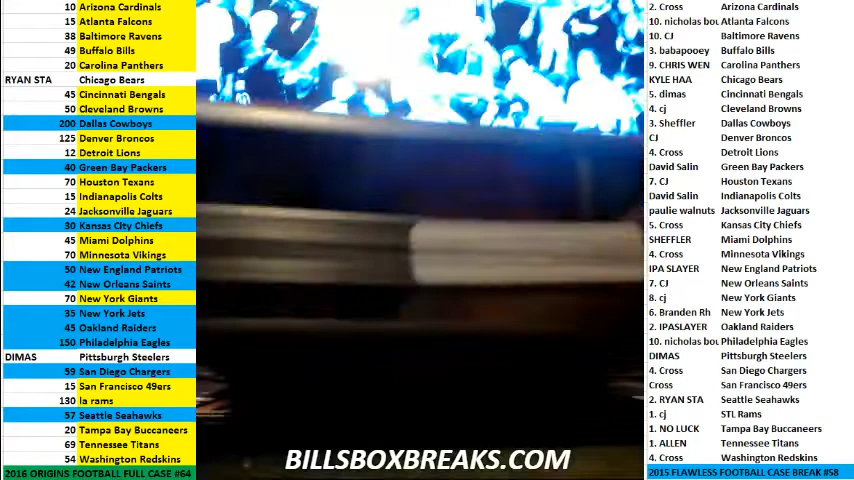 10 Arizona Cardinals
15 Atlanta Falcons
38 Baltimore Ravens
49 Buffalo Bills
20 Carolina Panthers
RYAN STA Chicago Bears
45 Cincinnati Bengals
50 Cleveland Browns
200 Dallas Cowboys
125 Denver Broncos
12 Detroit Lions
40 Green Bay Packers
70 Houston Texans
15 Indianapolis Colts
24 Jacksonville Jaguars
30 Kansas City Chiefs
45 Miami Dolphins
70 Minnesota Vikings
50 New England Patriots
42 New Orleans Saints
70 New York Giants
35 New York Jets
45 Oakland Raiders
150 Philadelphia Eagles
DIMAS Pittsburgh Steelers
59 San Diego Chargers
15 San Francisco 49ers
130 la rams
57 Seattle Seahawks
20 Tampa Bay Buccaneers
69 Tennessee Titans
54 Washington Redskins
2016 ORIGINS FOOTBALL FULL CASE #64
BILLSBOXBREAKS.COM
2. Cross Arizona Cardinals
10. nicholas bou Atlanta Falcons
10. CJ Baltimore Ravens
3. babapooey Buffalo Bills
9. CHRIS WEN Carolina Panthers
KYLE HAA Chicago Bears
5. dimas Cincinnati Bengals
4. cj Cleveland Browns
3. Sheffler Dallas Cowboys
CJ Denver Broncos
4. Cross Detroit Lions
David Salin Green Bay Packers
7. CJ Houston Texans
David Salin Indianapolis Colts
paulie walnuts Jacksonville Jaguars
5. Cross Kansas City Chiefs
SHEFFLER Miami Dolphins
4. Cross Minnesota Vikings
IPA SLAYER New England Patriots
7. CJ New Orleans Saints
8. cj New York Giants
6. Branden Rh New York Jets
2. IPASLAYER Oakland Raiders
10. nicholas bou Philadelphia Eagles
DIMAS Pittsburgh Steelers
4. Cross San Diego Chargers
Cross San Francisco 49ers
2. RYAN STA Seattle Seahawks
1. cj STL Rams
1. NO LUCK Tampa Bay Buccaneers
1. ALLEN Tennessee Titans
4. Cross Washington Redskins
2015 FLAWLESS FOOTBALL CASE BREAK #58